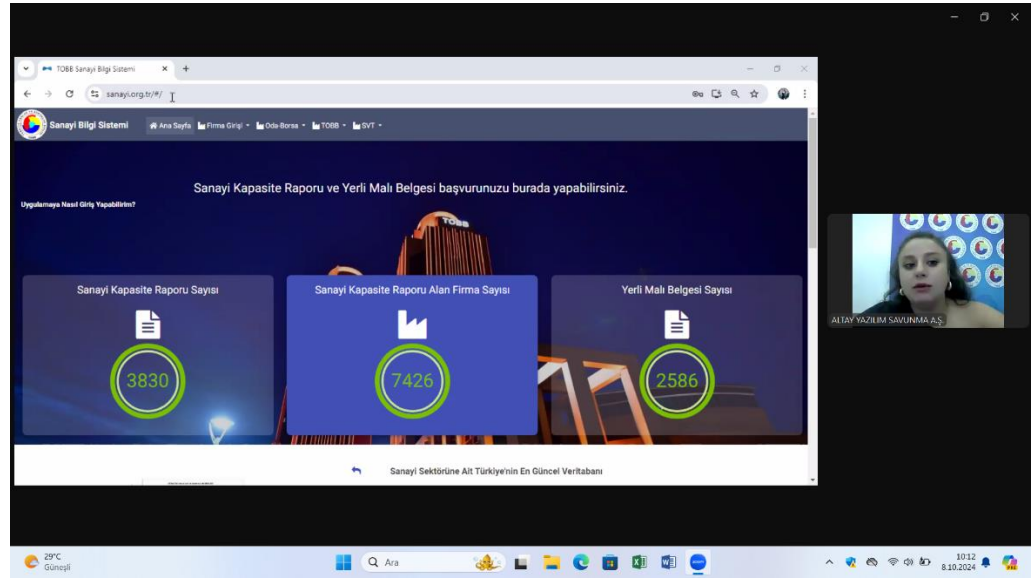 TOBB Sanayi Bilgi Sistemi
sanayi.org.tr/#/
Sanayi Bilgi Sistemi
Ana Sayfa
Firma Girişi
Oda-Borsa
TOBB
SVT
Sanayi Kapasite Raporu ve Yerli Malı Belgesi başvurunuzu burada yapabilirsiniz.
Uygulamaya Nasıl Giriş Yapabilirim?
TOBB
Sanayi Kapasite Raporu Sayısı
3830
Sanayi Kapasite Raporu Alan Firma Sayısı
7426
Yerli Malı Belgesi Sayısı
2586
Sanayi Sektörüne Ait Türkiye'nin En Güncel Veritabanı
ALTAY YAZILIM SAVUNMA A.Ş.
29°C
Güneşli
Ara
10:12
8.10.2024